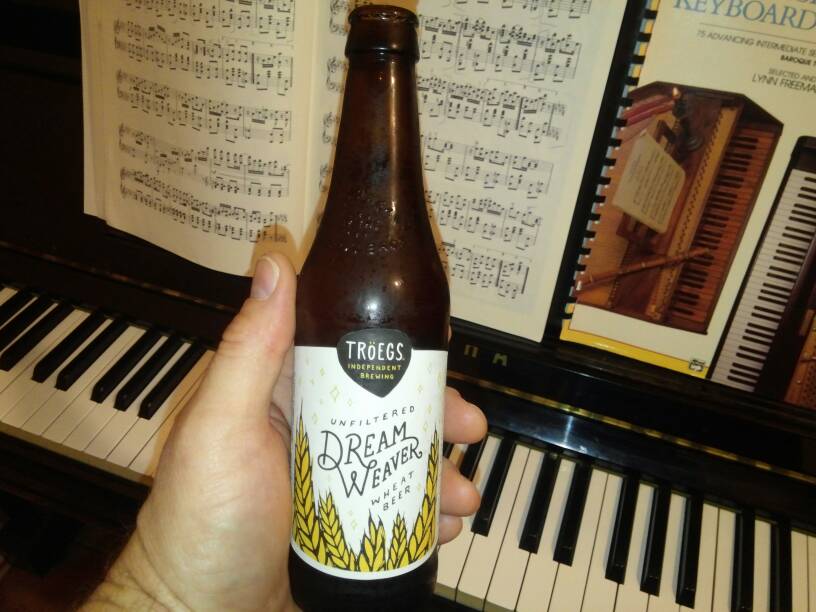 KEYBOARD
75 ADVANCING INTERMEDIATE
BAROQUE
SELECTED AND
LYNN FREEMAN
TRöEGS
INDEPENDENT
BREWING
UNFILTERED
DREAM
WEAVER
WHEAT
BEER